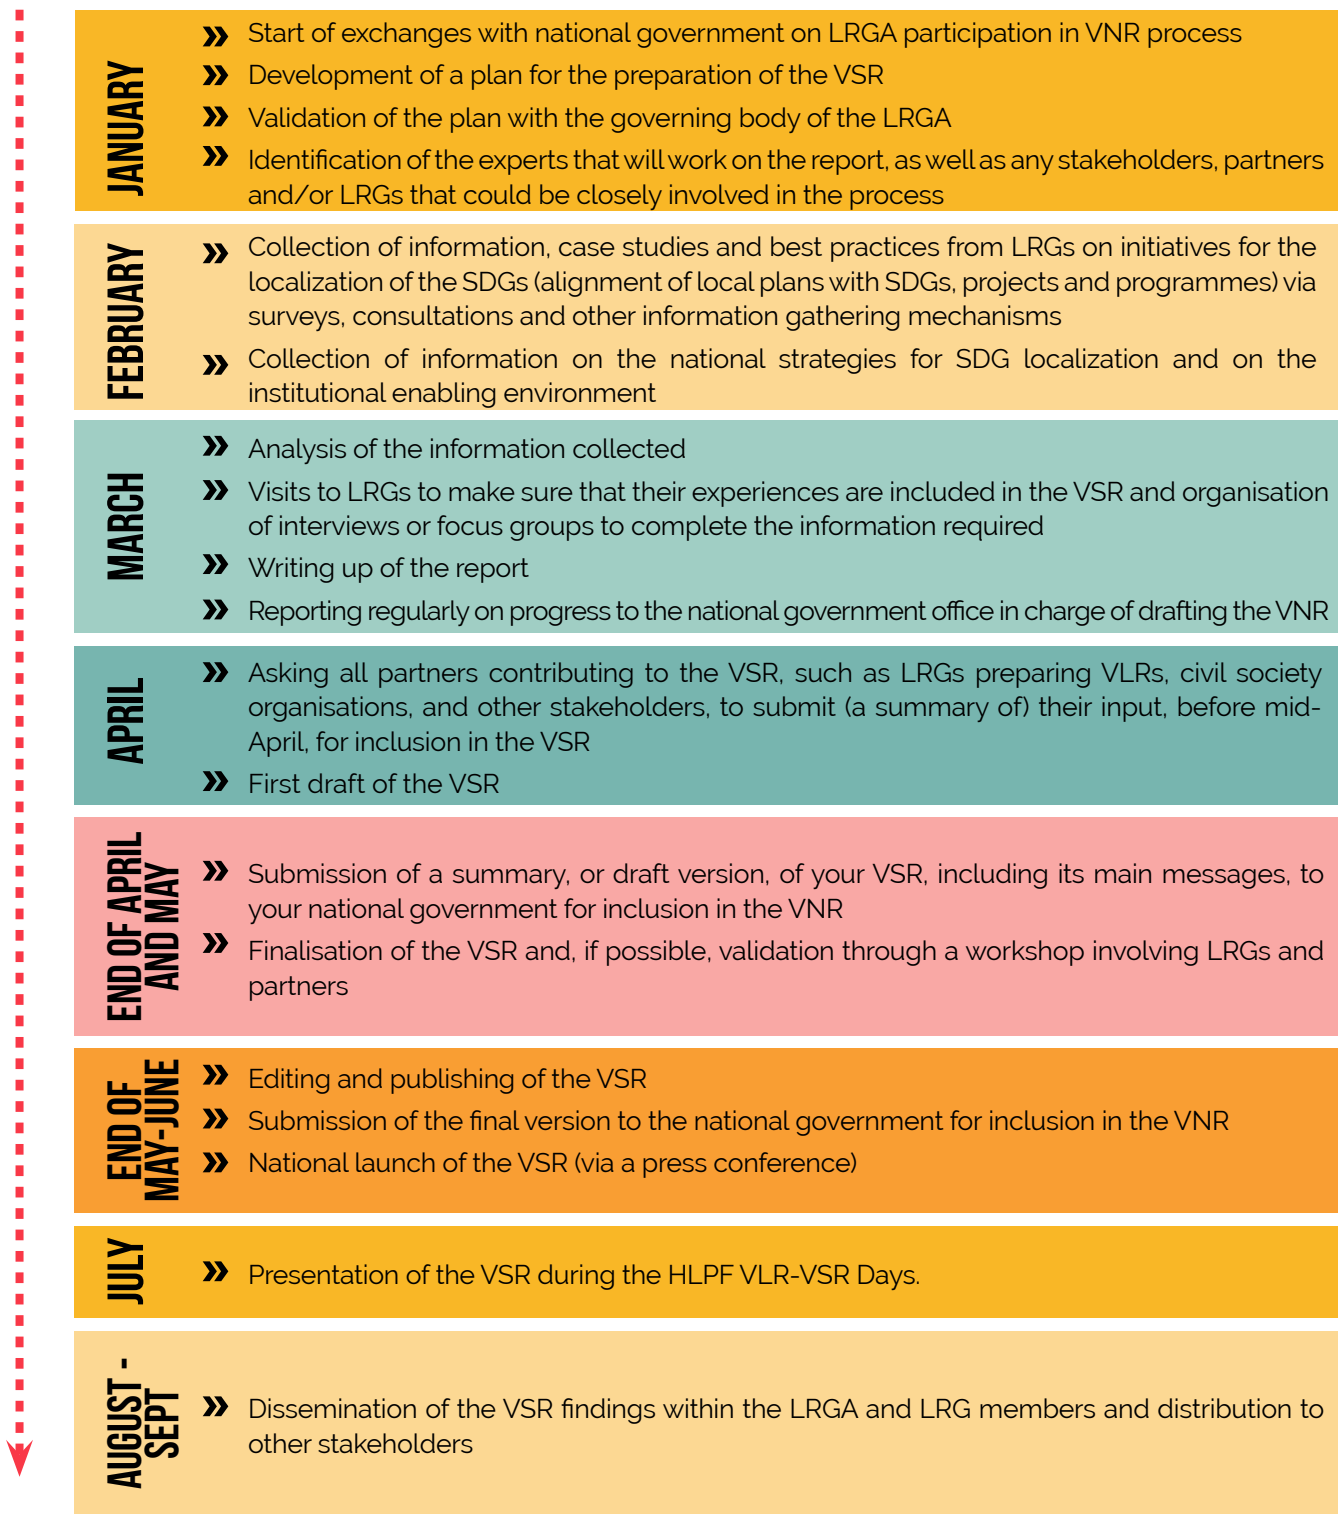 JANUARY
» Start of exchanges with national government on LRGA participation in VNR process
» Development of a plan for the preparation of the VSR
» Validation of the plan with the governing body of the LRGA
» Identification of the experts that will work on the report, as well as any stakeholders, partners
and/or LRGs that could be closely involved in the process
FEBRUARY
» Collection of information, case studies and best practices from LRGs on initiatives for the
localization of the SDGs (alignment of local plans with SDGs, projects and programmes) via
surveys, consultations and other information gathering mechanisms
» Collection of information on the national strategies for SDG localization and on the
institutional enabling environment
MARCH
» Analysis of the information collected
» Visits to LRGs to make sure that their experiences are included in the VSR and organisation
of interviews or focus groups to complete the information required
» Writing up of the report
» Reporting regularly on progress to the national government office in charge of drafting the VNR
APRIL
» Asking all partners contributing to the VSR, such as LRGs preparing VLRs, civil society
organisations, and other stakeholders, to submit (a summary of) their input, before mid-
April, for inclusion in the VSR
» First draft of the VSR
END OF APRIL
AND MAY
» Submission of a summary, or draft version, of your VSR, including its main messages, to
your national government for inclusion in the VNR
» Finalisation of the VSR and, if possible, validation through a workshop involving LRGs and
partners
END OF
MAY-JUNE
» Editing and publishing of the VSR
» Submission of the final version to the national government for inclusion in the VNR
» National launch of the VSR (via a press conference)
JULY
» Presentation of the VSR during the HLPF VLR-VSR Days.
AUGUST -
SEPT
» Dissemination of the VSR findings within the LRGA and LRG members and distribution to
other stakeholders